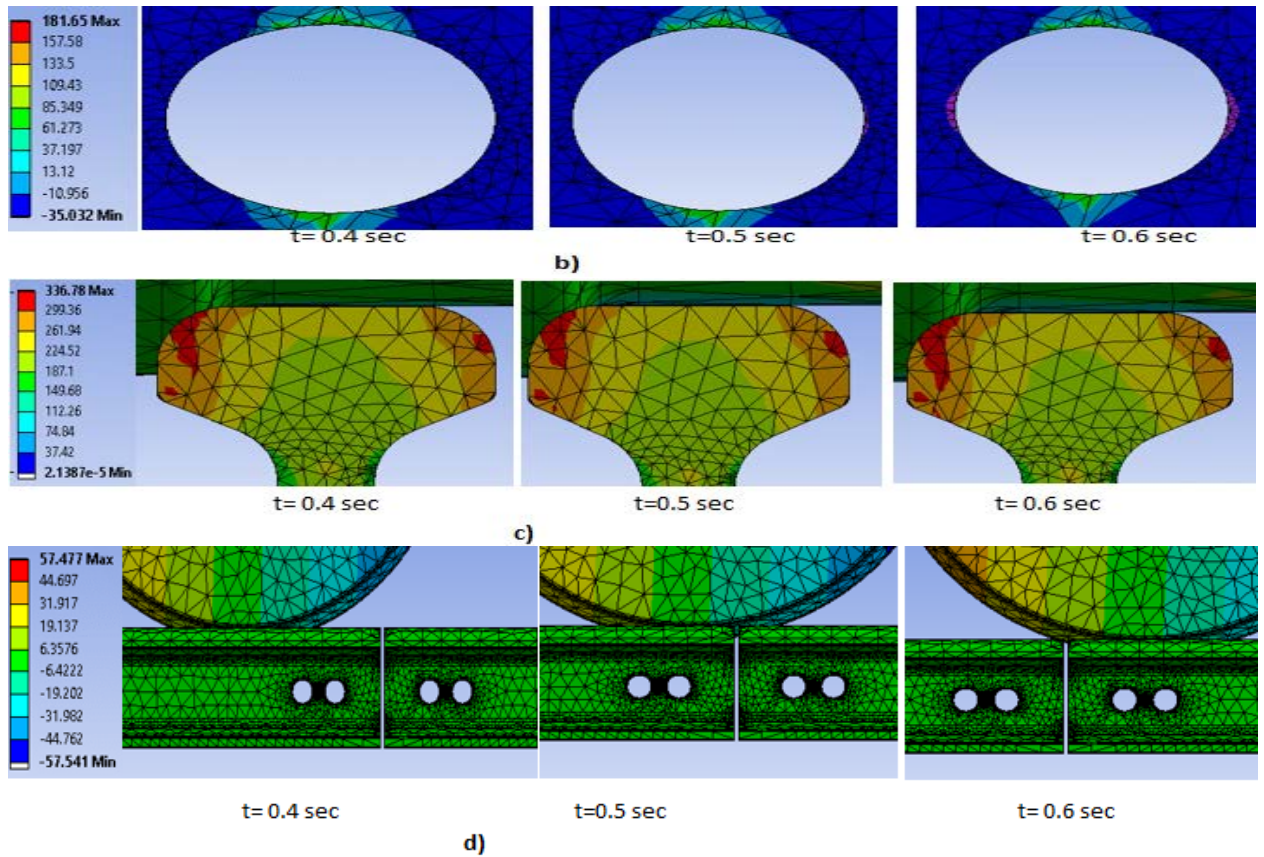 181.65 Max
157.58
133.5
109.43
85.349
61.273
37.197
13.12
-10.956
-35.032 Min
t= 0.4 sec
t=0.5 sec
t= 0.6 sec
b)
336.78 Max
299.36
261.94
224.52
187.1
149.68
112.26
74.84
37.42
2.1387e-5 Min
t= 0.4 sec
t=0.5 sec
t= 0.6 sec
c)
57.477 Max
44.697
31.917
19.137
6.3576
-6.4222
-19.202
-31.982
-44.762
-57.541 Min
t= 0.4 sec
t=0.5 sec
t= 0.6 sec
d)